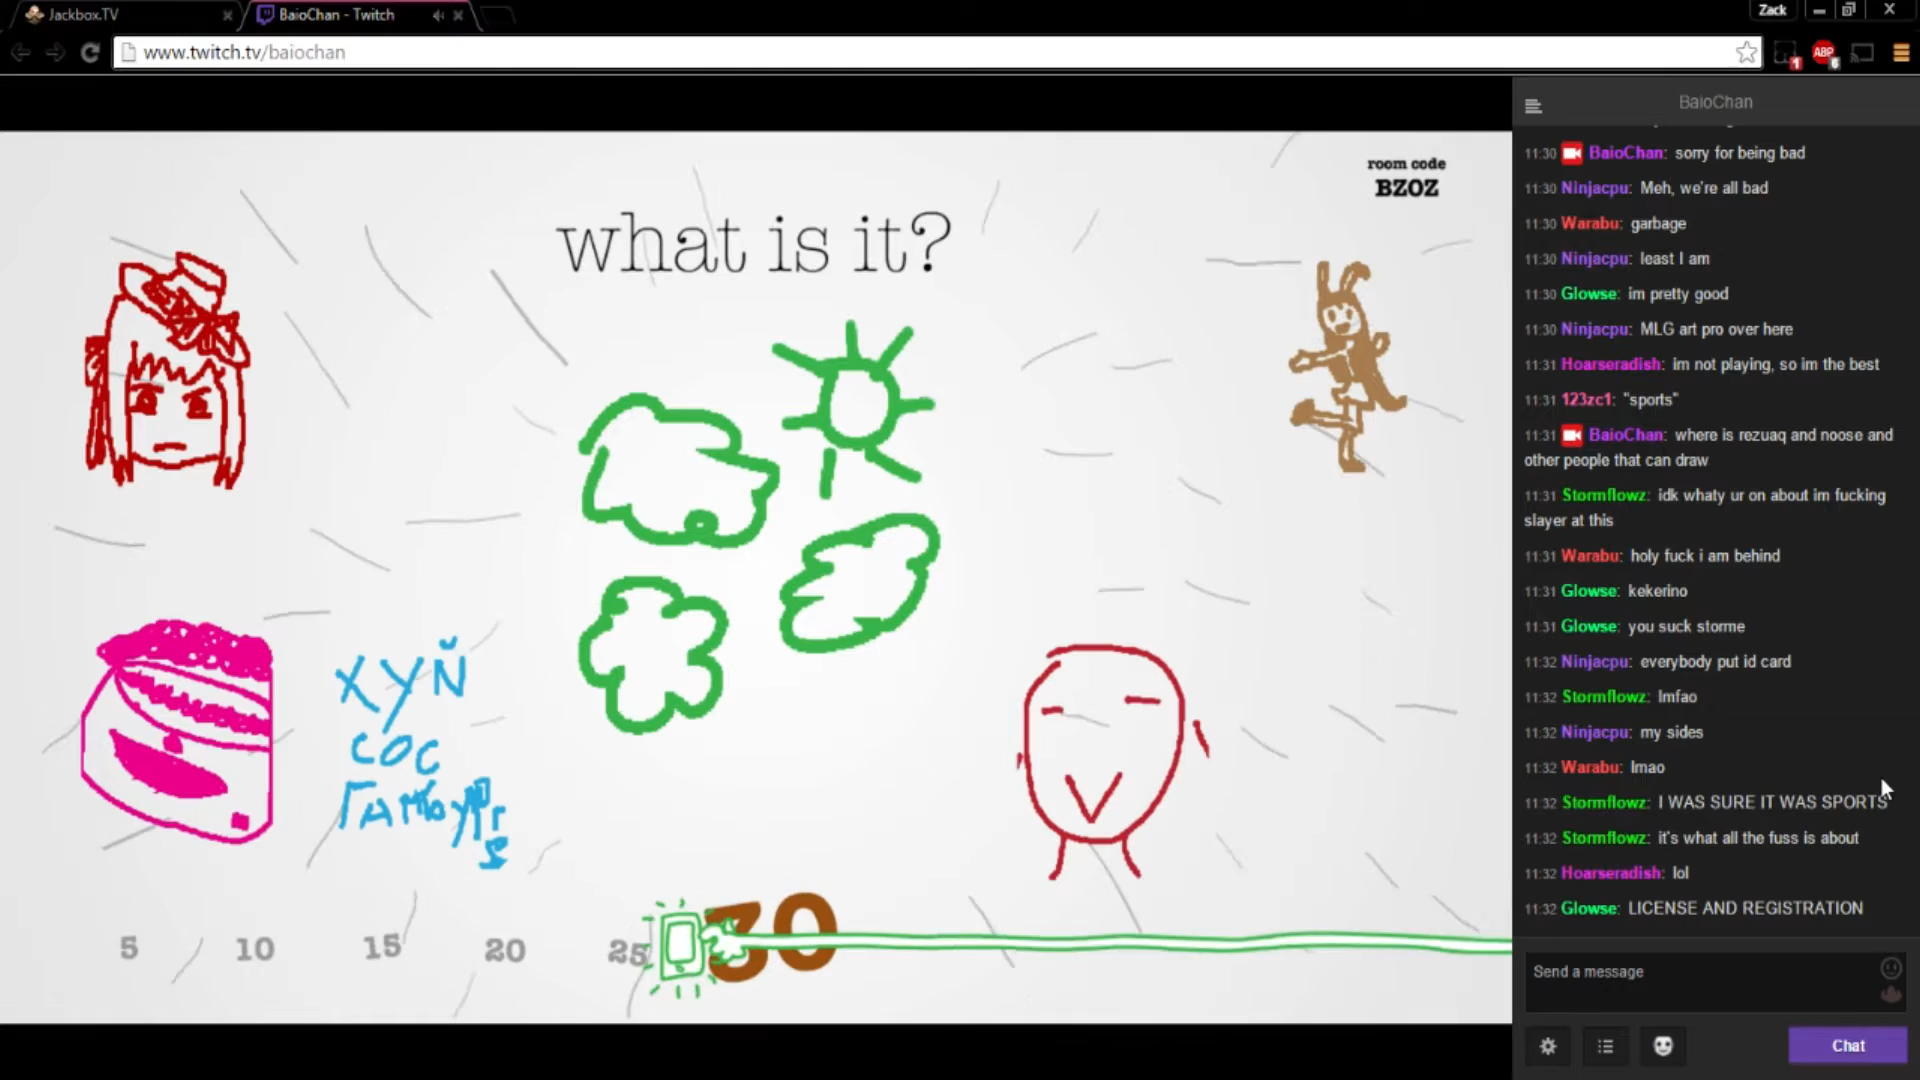 Jackbox.TV
BaioChan - Twitch
Zack
www.twitch.tv/baiochan
ABP
1
6
room code
BZOZ
what is it?
ХУЙ
СОС
5
10
15
20
25
30
BaioChan
11:30 BaioChan: sorry for being bad
11:30 Ninjacpu: Meh, we're all bad
11:30 Warabu: garbage
11:30 Ninjacpu: least I am
11:30 Glowse: im pretty good
11:30 Ninjacpu: MLG art pro over here
11:31 Hoarseradish: im not playing, so im the best
11:31 123zc1: "sports"
11:31 BaioChan: where is rezuaq and noose and
other people that can draw
11:31 Stormflowz: idk whaty ur on about im fucking
slayer at this
11:31 Warabu: holy fuck i am behind
11:31 Glowse: kekerino
11:31 Glowse: you suck storme
11:32 Ninjacpu: everybody put id card
11:32 Stormflowz: lmfao
11:32 Ninjacpu: my sides
11:32 Warabu: lmao
11:32 Stormflowz: I WAS SURE IT WAS SPORTS
11:32 Stormflowz: it's what all the fuss is about
11:32 Hoarseradish: lol
11:32 Glowse: LICENSE AND REGISTRATION
Send a message
Chat